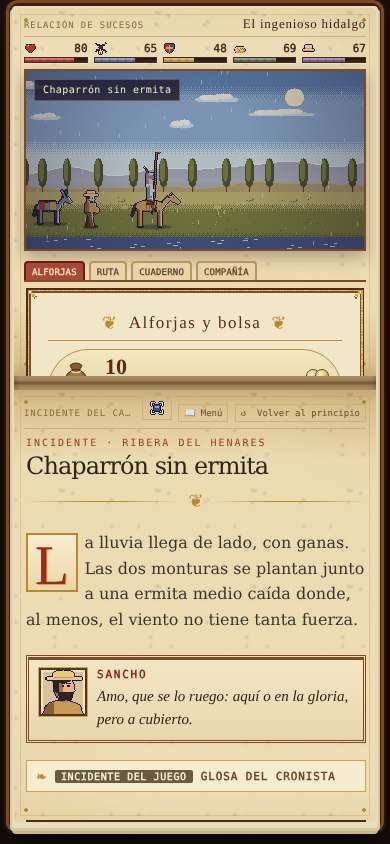 RELACIÓN DE SUCESOS
El ingenioso hidalgo
80 65 48 69 67
Chaparrón sin ermita
ALFORJAS RUTA CUADERNO COMPAÑÍA
Alforjas y bolsa
10
INCIDENTE DEL CA… Menú Volver al principio
INCIDENTE · RIBERA DEL HENARES
Chaparrón sin ermita
La lluvia llega de lado, con ganas.
Las dos monturas se plantan junto
a una ermita medio caída donde,
al menos, el viento no tiene tanta fuerza.
SANCHO
Amo, que se lo ruego: aquí o en la gloria,
pero a cubierto.
INCIDENTE DEL JUEGO GLOSA DEL CRONISTA